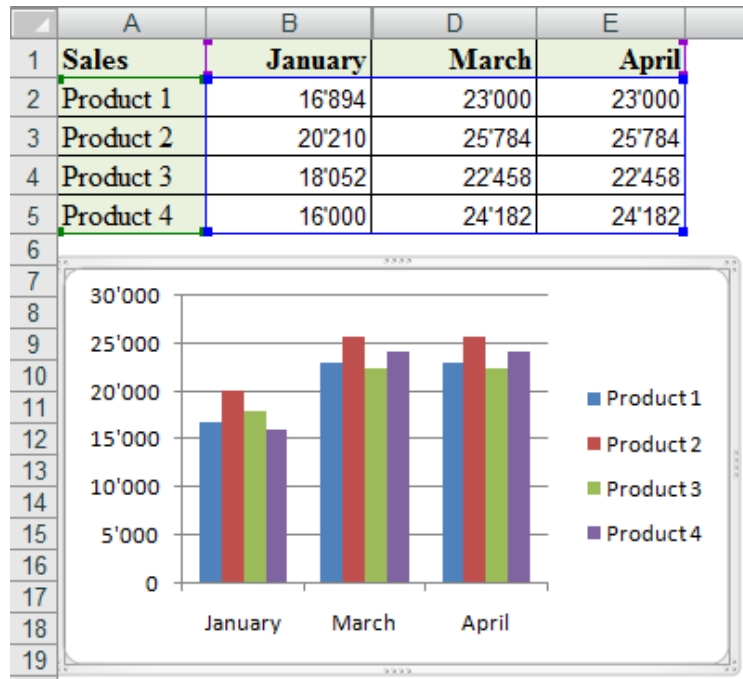 A B D E
1 Sales January March April
2 Product 1 16'894 23'000 23'000
3 Product 2 20'210 25'784 25'784
4 Product 3 18'052 22'458 22'458
5 Product 4 16'000 24'182 24'182
6
7
30'000
8
9 25'000
10
20'000
11 Product 1
12 15'000 Product 2
13
10'000 Product 3
14
15 5'000 Product 4
16
0
17
18 January March April
19